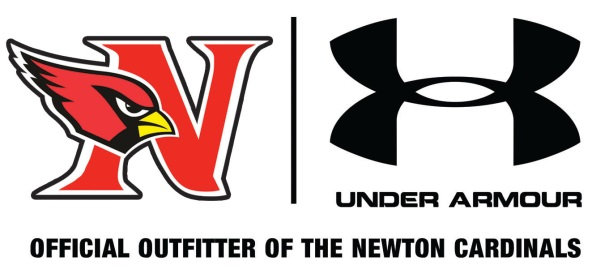 N
UNDER ARMOUR
OFFICIAL OUTFITTER OF THE NEWTON CARDINALS